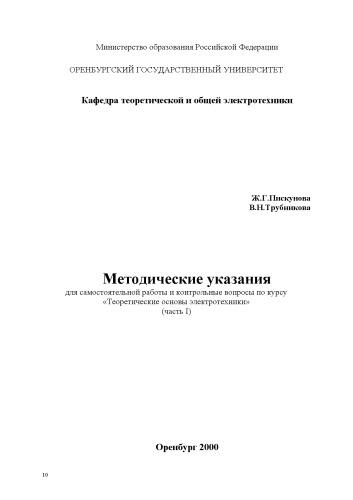 Министерство образования Российской Федерации
ОРЕНБУРГСКИЙ ГОСУДАРСТВЕННЫЙ УНИВЕРСИТЕТ
Кафедра теоретической и общей электротехники
Ж.Г.Пискунова
В.Н.Трубникова
Методические указания
для самостоятельной работы и контрольные вопросы по курсу
«Теоретические основы электротехники»
(часть I)
Оренбург 2000
10